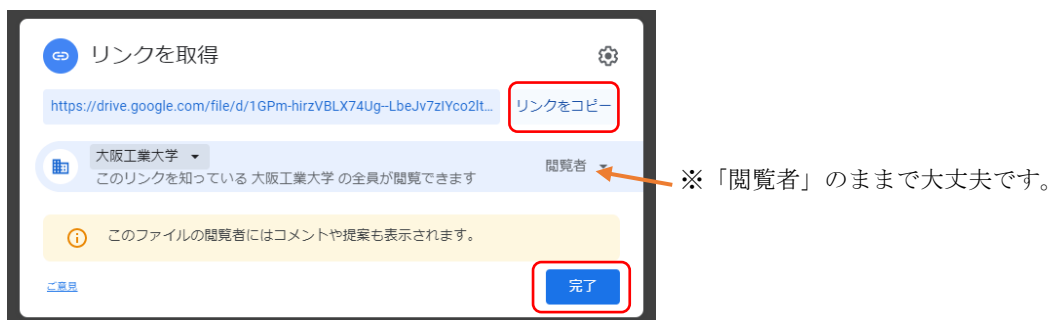 リンクを取得
https://drive.google.com/file/d/1GPm-hirzVBLX74Ug--LbeJv7zIYco2lt...
リンクをコピー
大阪工業大学
このリンクを知っている 大阪工業大学 の全員が閲覧できます
閲覧者
※「閲覧者」のままで大丈夫です。
このファイルの閲覧者にはコメントや提案も表示されます。
ご意見
完了